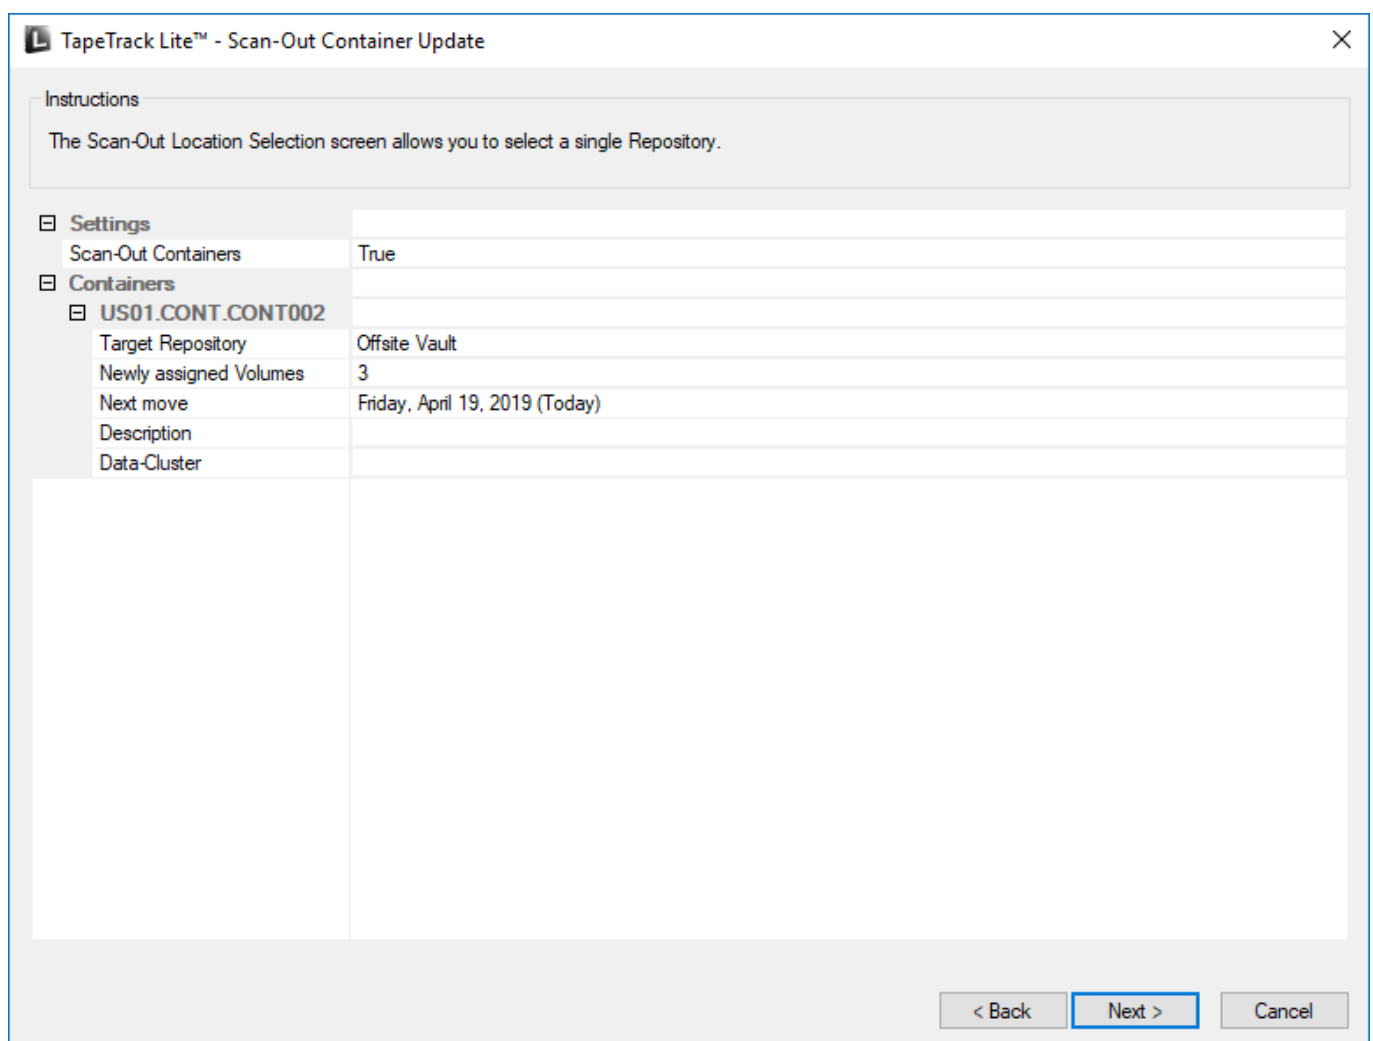 TapeTrack Lite™ - Scan-Out Container Update
Instructions
The Scan-Out Location Selection screen allows you to select a single Repository.
Settings
Scan-Out Containers True
Containers
US01.CONT.CONT002
Target Repository Offsite Vault
Newly assigned Volumes 3
Next move Friday, April 19, 2019 (Today)
Description
Data-Cluster
< Back Next > Cancel